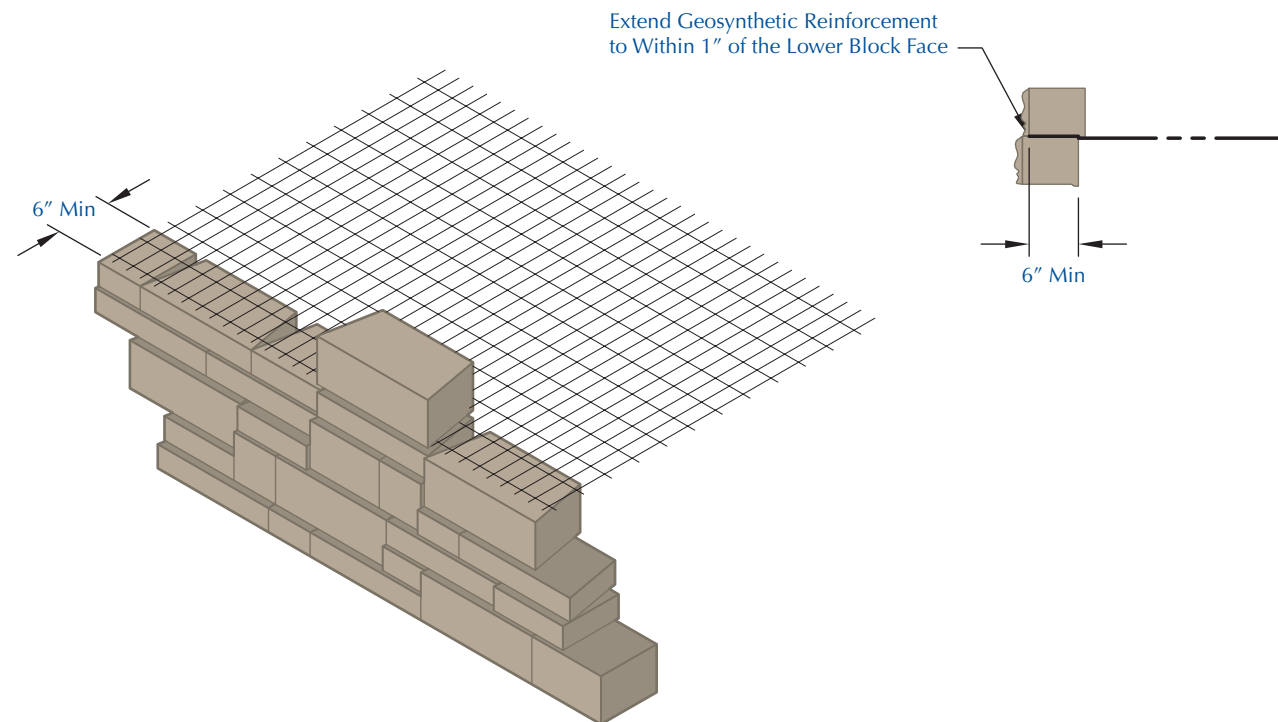 Extend Geosynthetic Reinforcement
to Within 1” of the Lower Block Face
6” Min
6” Min